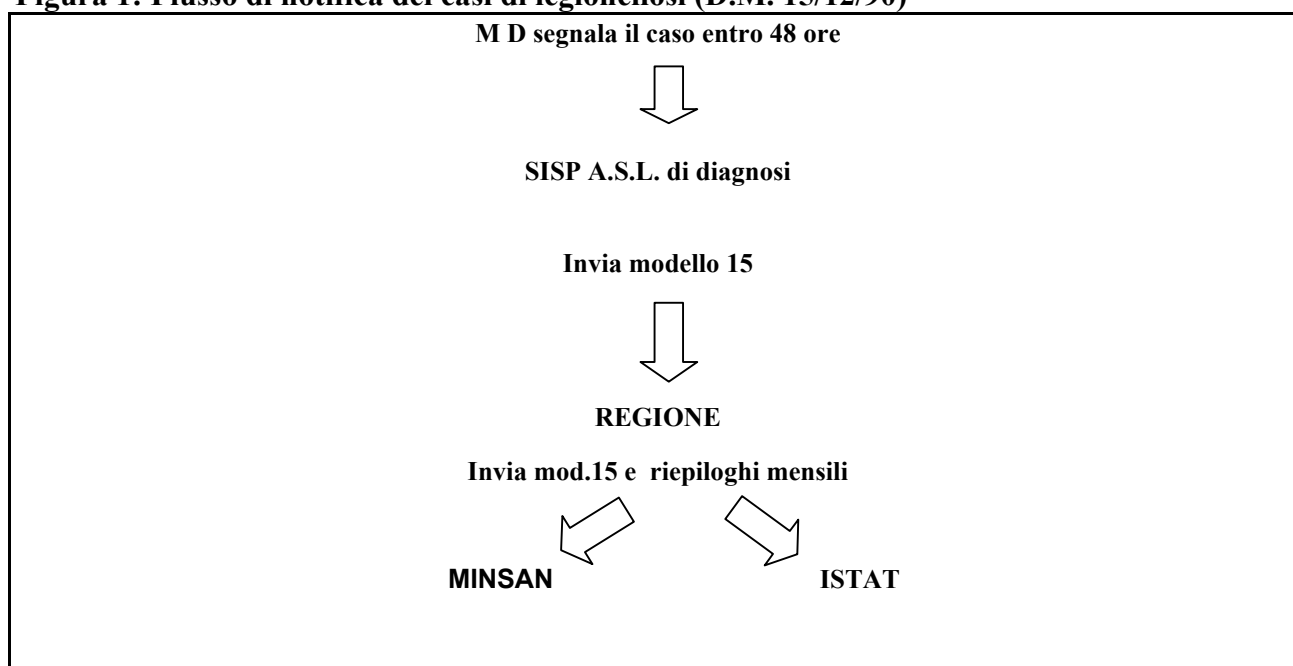 Figura 1: Flusso di notifica dei casi di legionellosi (D.M. 15/12/90)
M D segnala il caso entro 48 ore
SISP A.S.L. di diagnosi
Invia modello 15
REGIONE
Invia mod.15 e riepiloghi mensili
MINSAN ISTAT